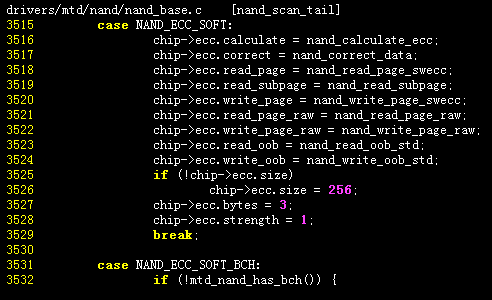 drivers/mtd/nand/nand_base.c [nand_scan_tail]
3515 case NAND_ECC_SOFT:
3516 chip->ecc.calculate = nand_calculate_ecc;
3517 chip->ecc.correct = nand_correct_data;
3518 chip->ecc.read_page = nand_read_page_swecc;
3519 chip->ecc.read_subpage = nand_read_subpage;
3520 chip->ecc.write_page = nand_write_page_swecc;
3521 chip->ecc.read_page_raw = nand_read_page_raw;
3522 chip->ecc.write_page_raw = nand_write_page_raw;
3523 chip->ecc.read_oob = nand_read_oob_std;
3524 chip->ecc.write_oob = nand_write_oob_std;
3525 if (!chip->ecc.size)
3526 chip->ecc.size = 256;
3527 chip->ecc.bytes = 3;
3528 chip->ecc.strength = 1;
3529 break;
3530
3531 case NAND_ECC_SOFT_BCH:
3532 if (!mtd_nand_has_bch()) {